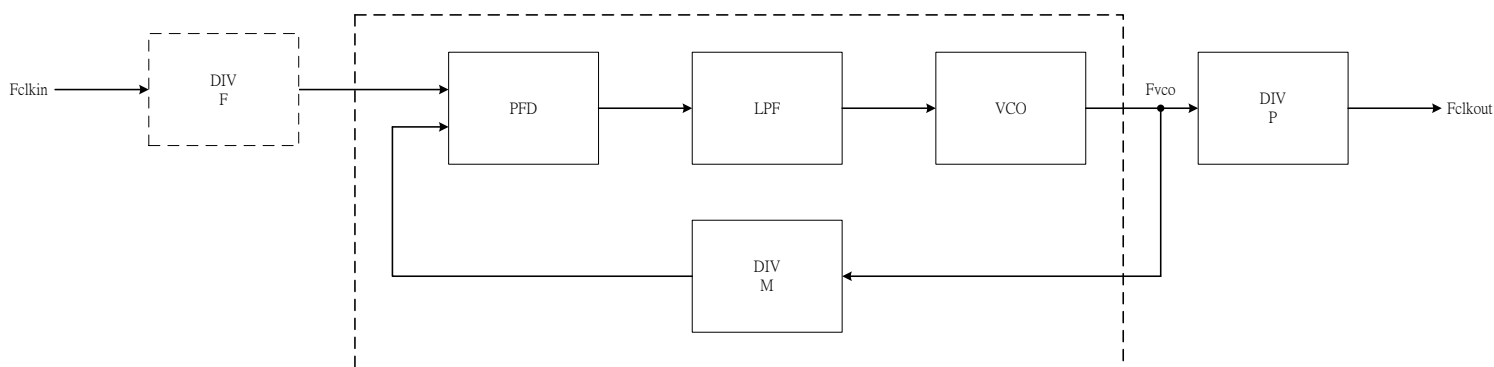 Fclkin
DIV
F
PFD
LPF
VCO
Fvco
DIV
P
Fclkout
DIV
M